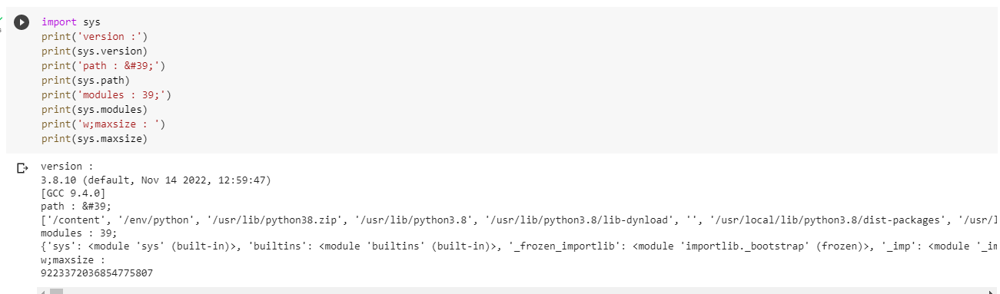 import sys
print('version :')
print(sys.version)
print('path : &#39;')
print(sys.path)
print('modules : 39;')
print(sys.modules)
print('w;maxsize : ')
print(sys.maxsize)
version :
3.8.10 (default, Nov 14 2022, 12:59:47)
[GCC 9.4.0]
path : &#39;
['/content', '/env/python', '/usr/lib/python38.zip', '/usr/lib/python3.8', '/usr/lib/python3.8/lib-dynload', '', '/usr/local/lib/python3.8/dist-packages', '/usr/l
modules : 39;
{'sys': <module 'sys' (built-in)>, 'builtins': <module 'builtins' (built-in)>, '_frozen_importlib': <module 'importlib._bootstrap' (frozen)>, '_imp': <module '_im
w;maxsize :
9223372036854775807